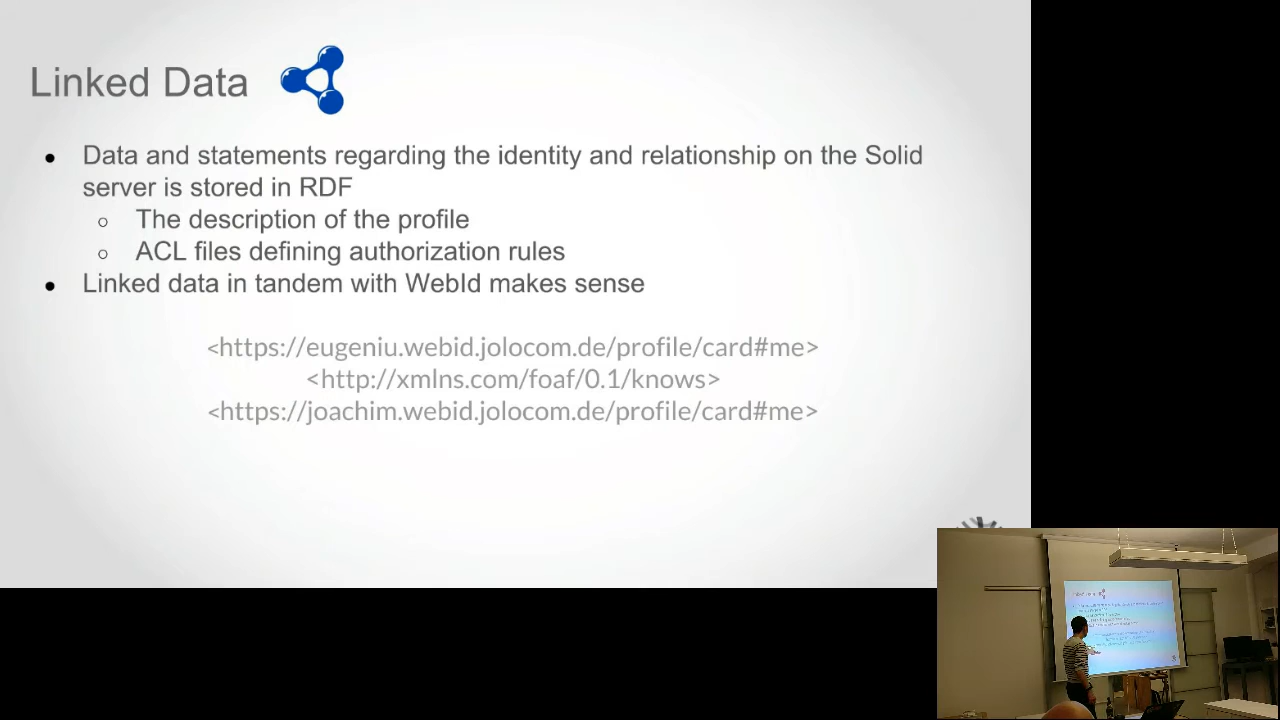 Linked Data
● Data and statements regarding the identity and relationship on the Solid
server is stored in RDF
○ The description of the profile
○ ACL files defining authorization rules
● Linked data in tandem with WebId makes sense
<https://eugeniu.webid.jolocom.de/profile/card#me>
<http://xmlns.com/foaf/0.1/knows>
<https://joachim.webid.jolocom.de/profile/card#me>